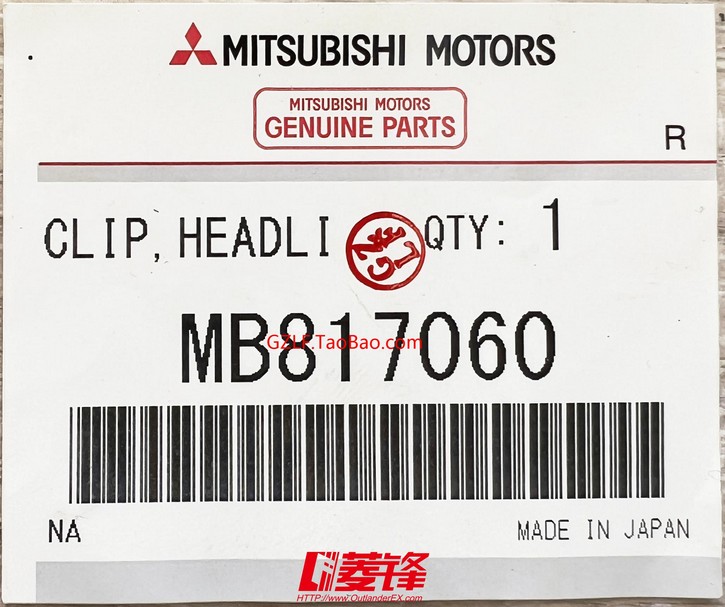 MITSUBISHI MOTORS
MITSUBISHI MOTORS
GENUINE PARTS
R
CLIP, HEADLI QTY: 1
MB817060
GZLF.TaoBao.com
NA MADE IN JAPAN
菱锋
HTTP://www.OutlanderEX.com